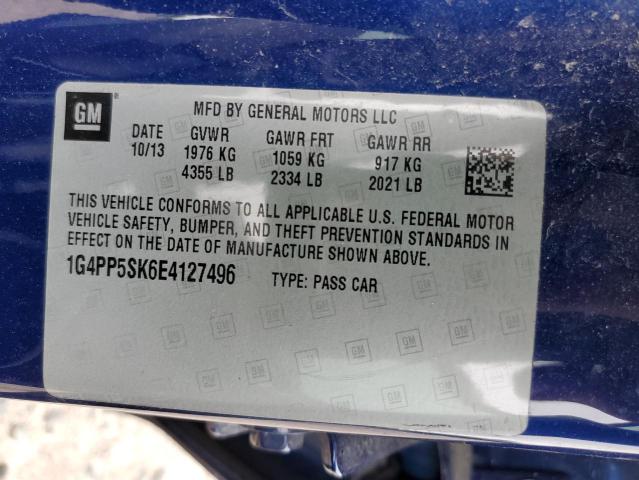 GM
MFD BY GENERAL MOTORS LLC
DATE GVWR GAWR FRT GAWR RR
10/13 1976 KG 1059 KG 917 KG
4355 LB 2334 LB 2021 LB
THIS VEHICLE CONFORMS TO ALL APPLICABLE U.S. FEDERAL MOTOR
VEHICLE SAFETY, BUMPER, AND THEFT PREVENTION STANDARDS IN
EFFECT ON THE DATE OF MANUFACTURE SHOWN ABOVE.
1G4PP5SK6E4127496 TYPE: PASS CAR